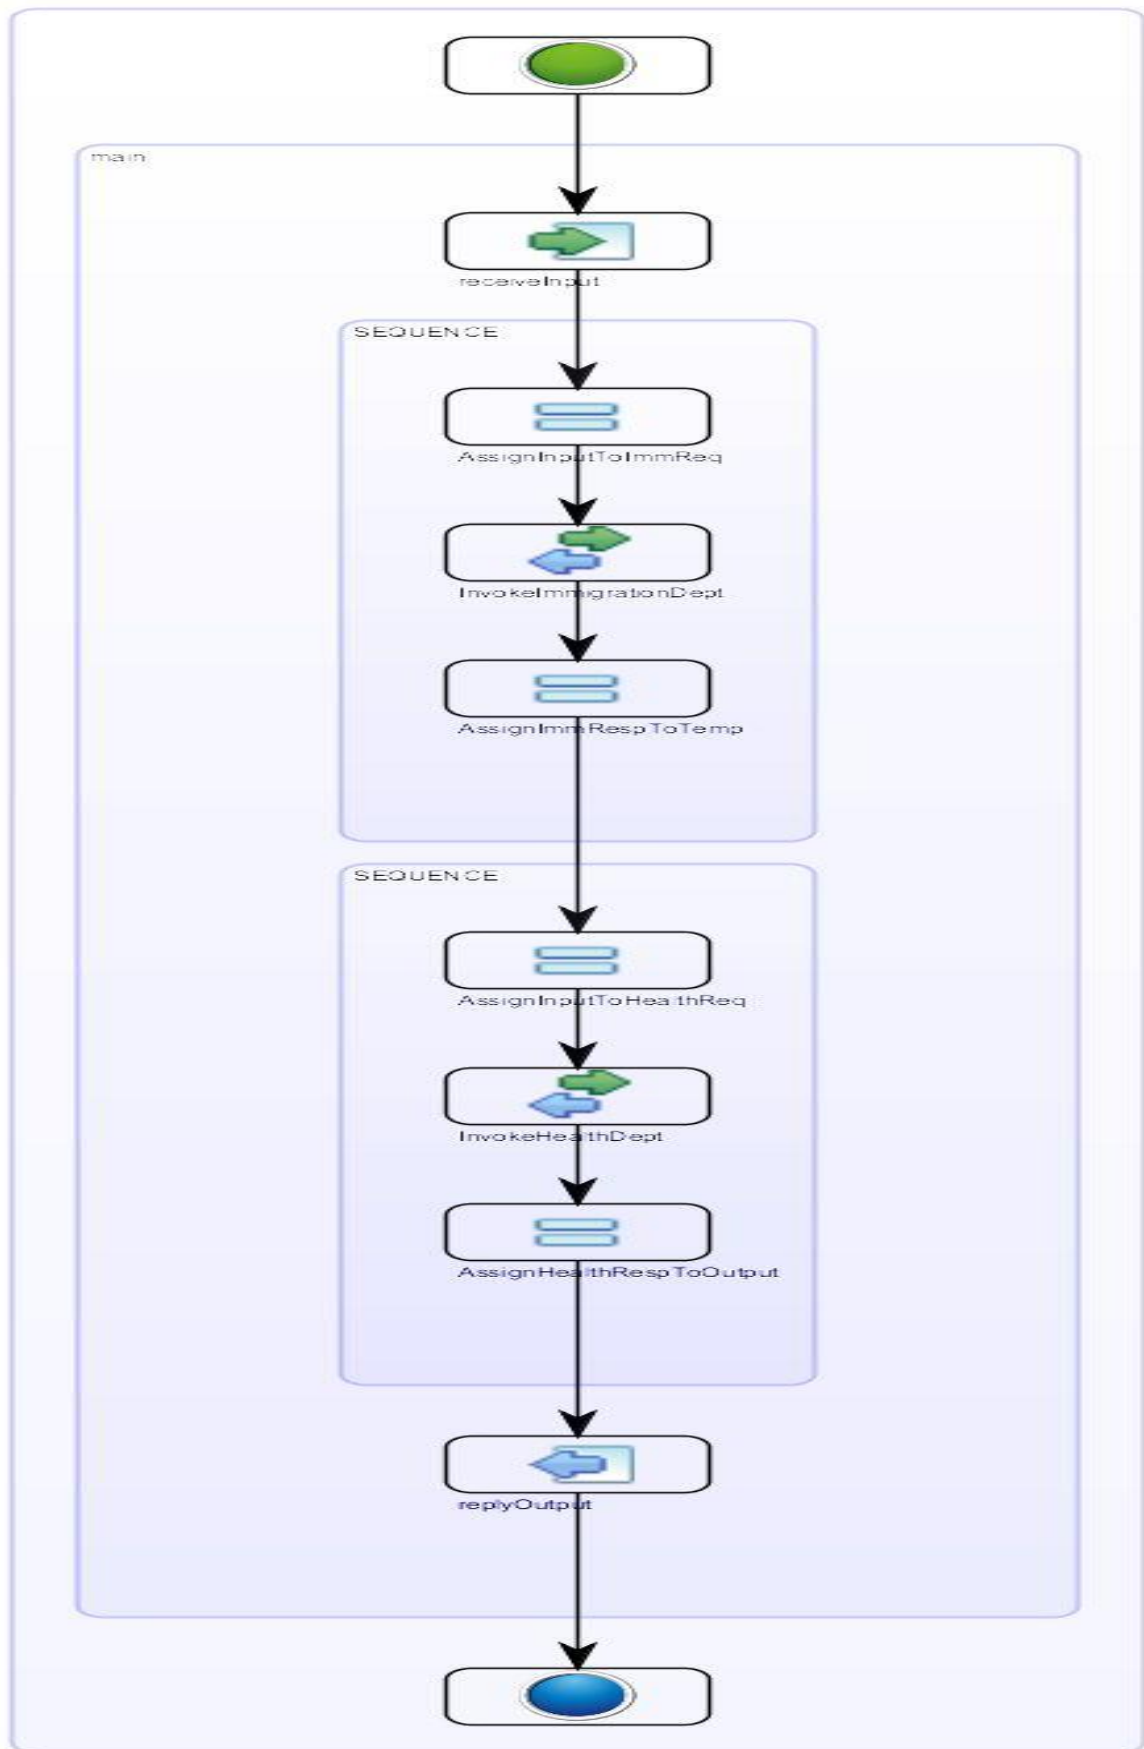 main
receiveInput
SEQUENCE
AssignInputToImmReq
InvokeImmigrationDept
AssignImmRespToTemp
SEQUENCE
AssignInputToHealthReq
InvokeHealthDept
AssignHealthRespToOutput
replyOutput